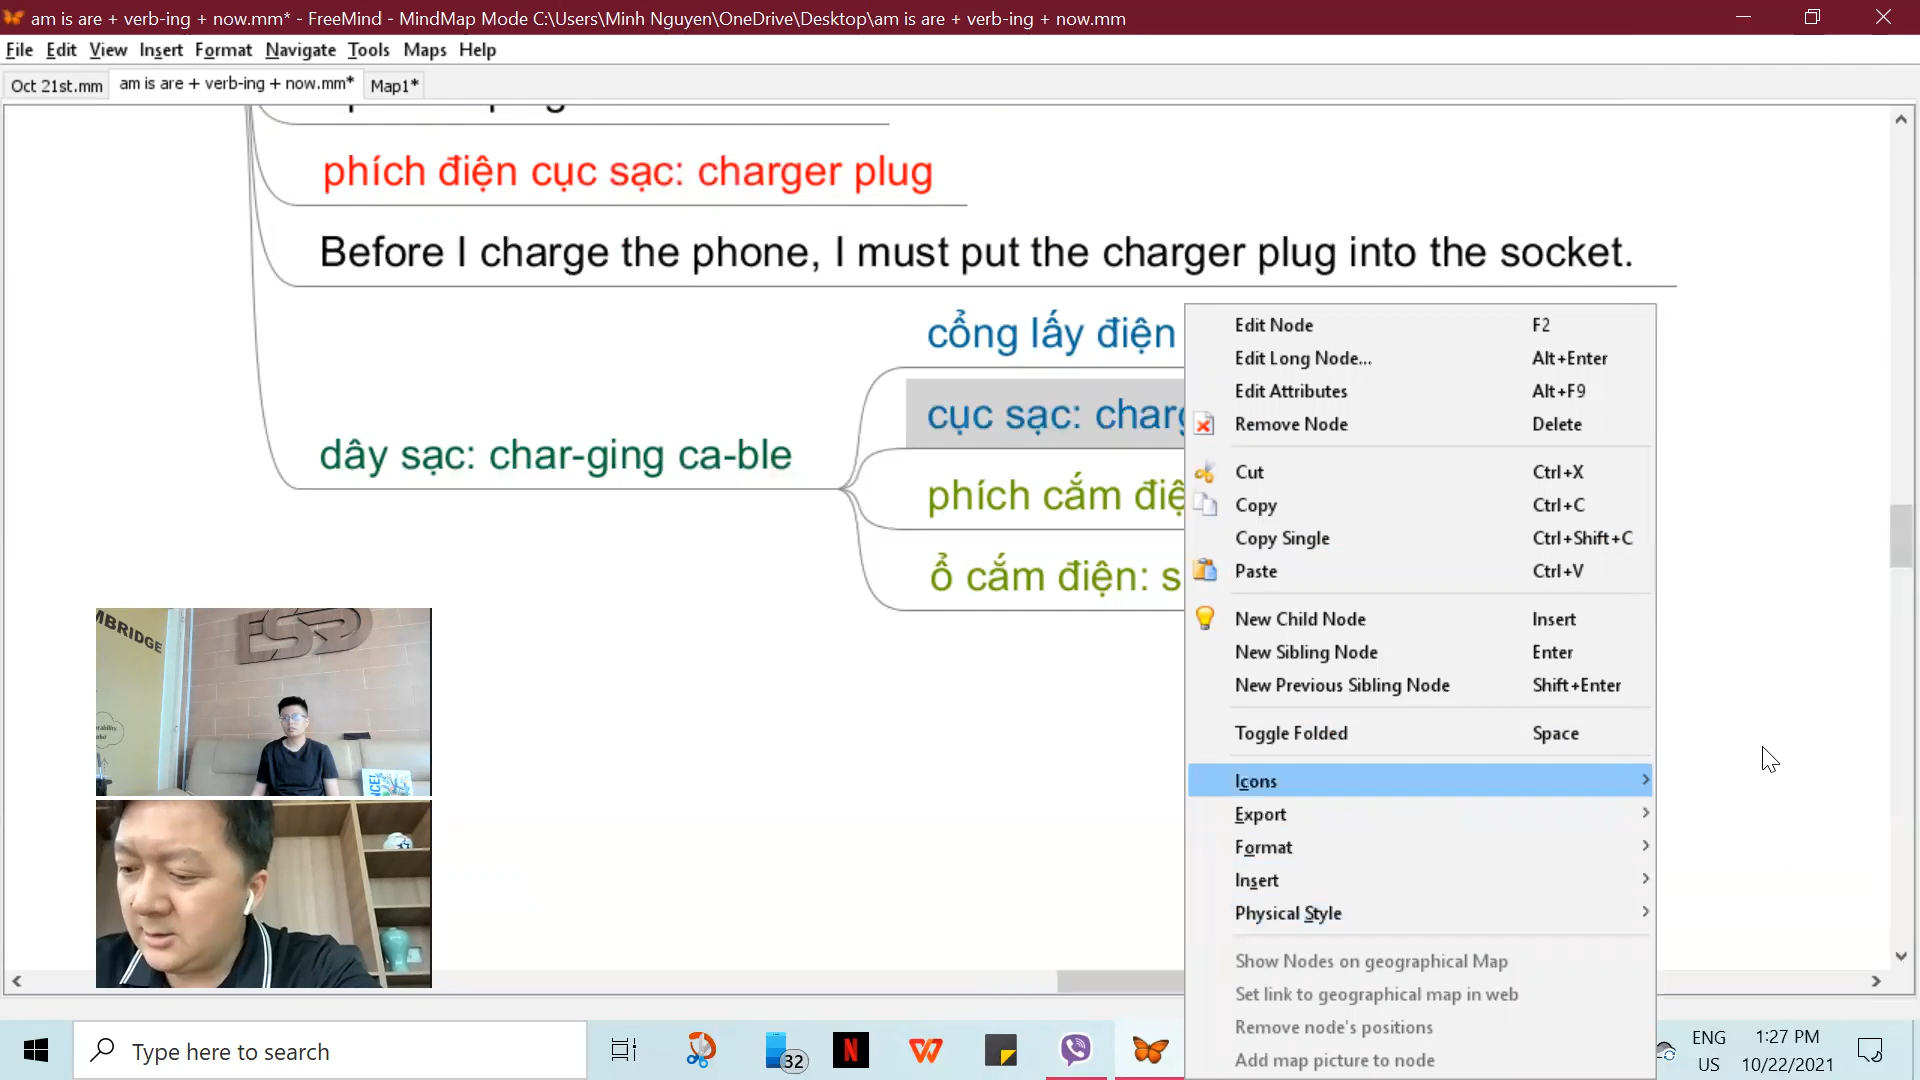 am is are + verb-ing + now.mm* - FreeMind - MindMap Mode C:\Users\Minh Nguyen\OneDrive\Desktop\am is are + verb-ing + now.mm
File Edit View Insert Format Navigate Tools Maps Help
Oct 21st.mm am is are + verb-ing + now.mm* Map1*
phích điện cục sạc: charger plug
Before I charge the phone, I must put the charger plug into the socket.
cổng lấy điện
cục sạc: charg
dây sạc: char-ging ca-ble
phích cắm điệ
ổ cắm điện: s
Edit Node F2
Edit Long Node... Alt+Enter
Edit Attributes Alt+F9
Remove Node Delete
Cut Ctrl+X
Copy Ctrl+C
Copy Single Ctrl+Shift+C
Paste Ctrl+V
New Child Node Insert
New Sibling Node Enter
New Previous Sibling Node Shift+Enter
Toggle Folded Space
Icons
Export
Format
Insert
Physical Style
Show Nodes on geographical Map
Set link to geographical map in web
Remove node's positions
Add map picture to node
MBRIDGE
ESD
Type here to search
32
N
W
ENG
US
1:27 PM
10/22/2021